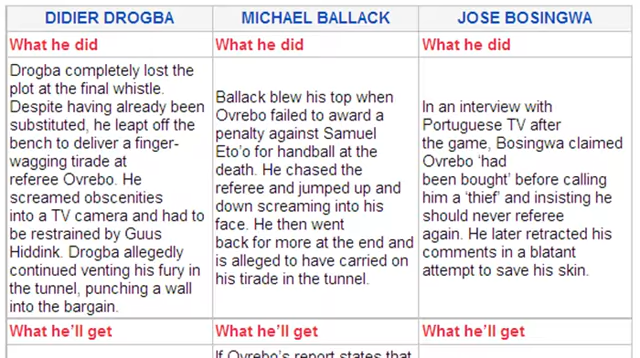 DIDIER DROGBA
MICHAEL BALLACK
JOSE BOSINGWA
What he did
What he did
What he did
Drogba completely lost the
plot at the final whistle.
Despite having already been
substituted, he leapt off the
bench to deliver a finger-
wagging tirade at
referee Ovrebo. He
screamed obscenities
into a TV camera and had to
be restrained by Guus
Hiddink. Drogba allegedly
continued venting his fury in
the tunnel, punching a wall
into the bargain.
Ballack blew his top when
Ovrebo failed to award a
penalty against Samuel
Eto’o for handball at the
death. He chased the
referee and jumped up and
down screaming into his
face. He then went
back for more at the end and
is alleged to have carried on
his tirade in the tunnel.
In an interview with
Portuguese TV after
the game, Bosingwa claimed
Ovrebo ‘had
been bought’ before calling
him a ‘thief’ and insisting he
should never referee
again. He later retracted his
comments in a blatant
attempt to save his skin.
What he’ll get
What he’ll get
What he’ll get
If Ovrebo’s report states that